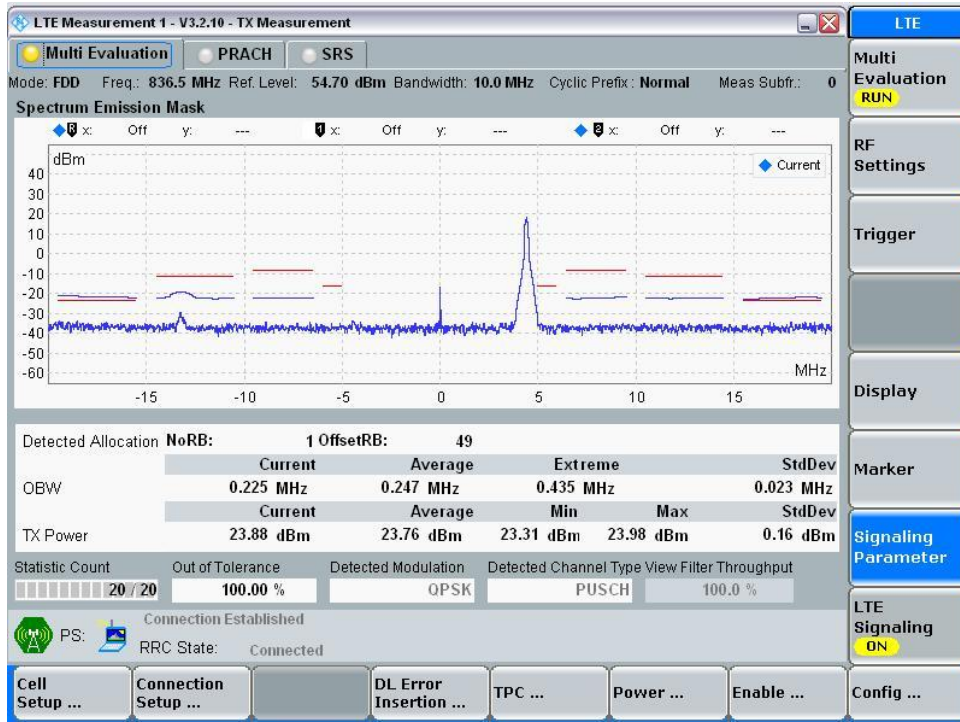 LTE Measurement 1 - V3.2.10 - TX Measurement
LTE
Multi Evaluation PRACH SRS
Multi Evaluation RUN
Mode: FDD Freq.: 836.5 MHz Ref. Level: 54.70 dBm Bandwidth: 10.0 MHz Cyclic Prefix: Normal Meas Subfr.: 0
Spectrum Emission Mask
R x: Off y: --- 1 x: Off y: --- 2 x: Off y: ---
dBm
Current
40
30
20
10
0
-10
-20
-30
-40
-50
-60
MHz
-15 -10 -5 0 5 10 15
RF Settings
Trigger
Display
Marker
Signaling Parameter
LTE Signaling ON
Detected Allocation NoRB: 1 OffsetRB: 49
Current Average Extreme StdDev
OBW 0.225 MHz 0.247 MHz 0.435 MHz 0.023 MHz
Current Average Min Max StdDev
TX Power 23.88 dBm 23.76 dBm 23.31 dBm 23.98 dBm 0.16 dBm
Statistic Count Out of Tolerance Detected Modulation Detected Channel Type View Filter Throughput
20 / 20 100.00 % QPSK PUSCH 100.0 %
PS: Connection Established
RRC State: Connected
Cell Setup ...
Connection Setup ...
DL Error Insertion ...
TPC ...
Power ...
Enable ...
Config ...